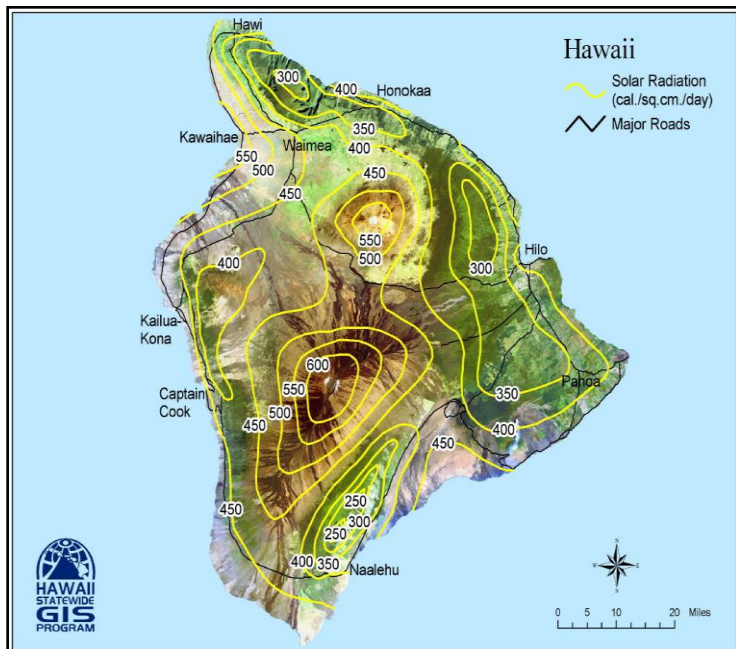 Hawaii
Solar Radiation
(cal./sq.cm./day)
Major Roads
Hawi
300
400
Honokaa
350
Kawaihae
Waimea
400
550
500
450
450
550
500
400
300
Hilo
Kailua-
Kona
600
550
500
450
Captain
Cook
350
Pahoa
400
450
450
250
300
250
400
350
Naalehu
HAWAII
STATEWIDE
GIS
PROGRAM
N
W
E
S
0 5 10 20 Miles